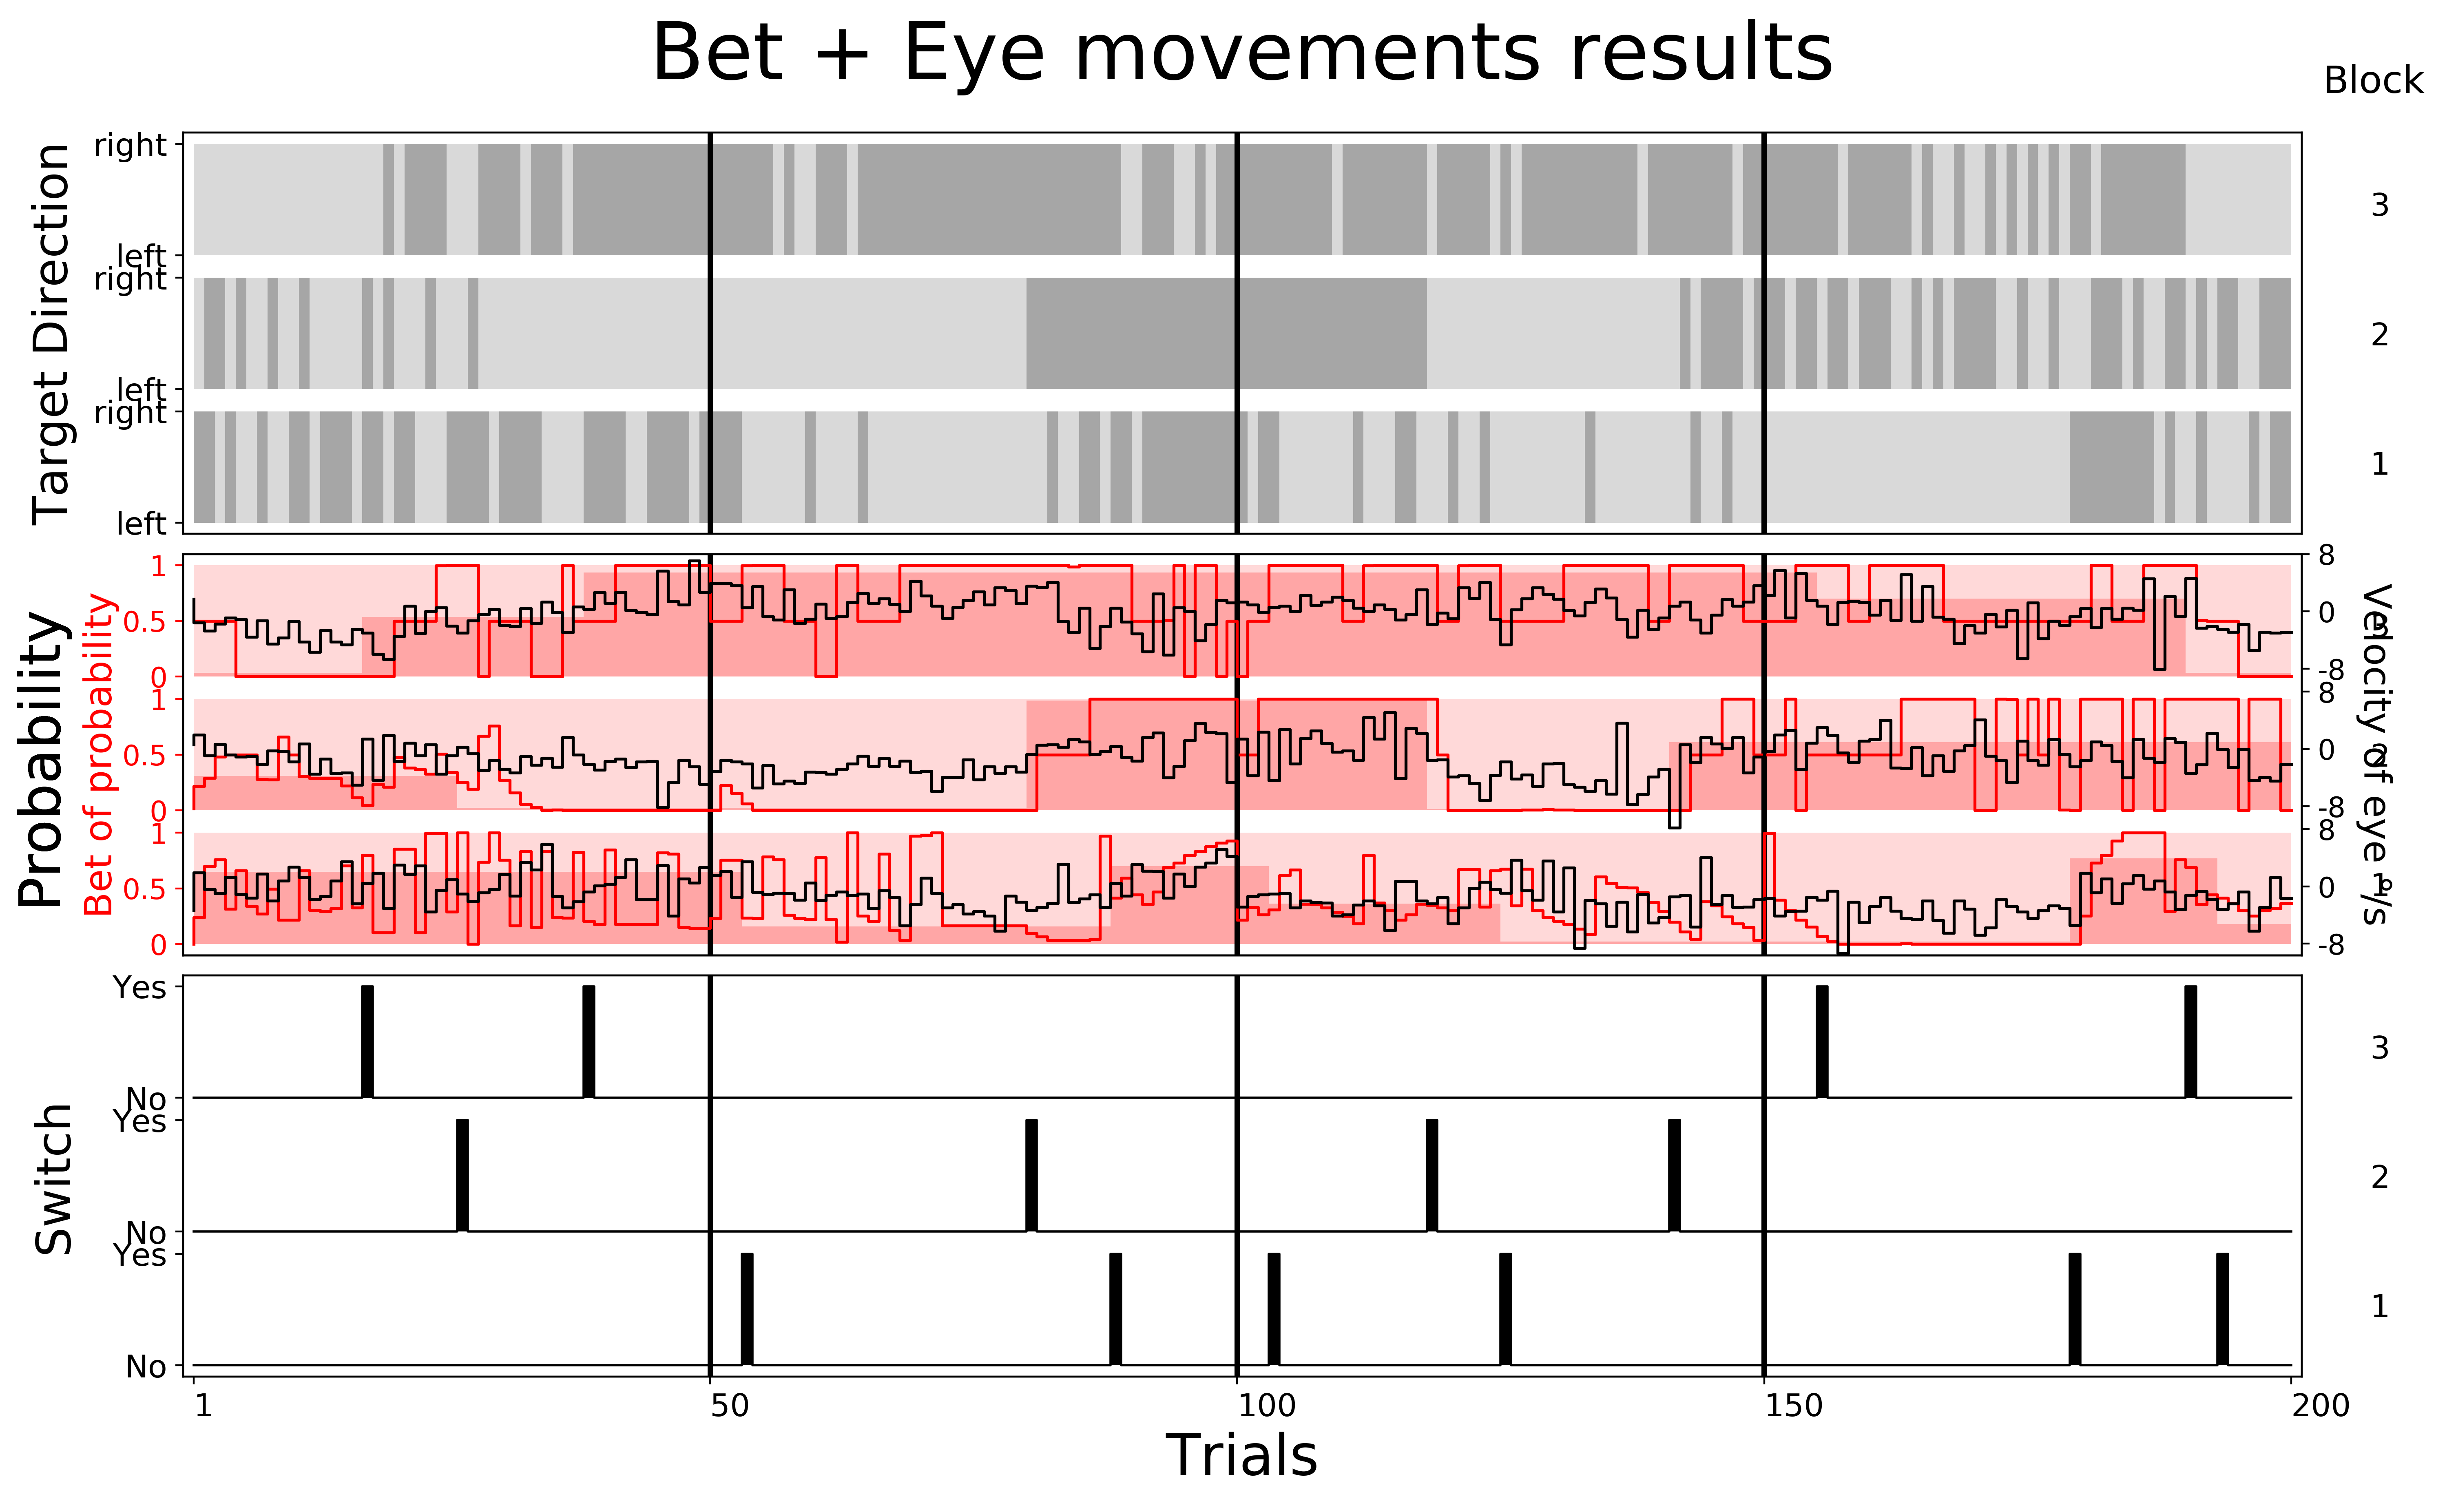 Bet + Eye movements results
Block
Target Direction
right
left
right
left
right
left
3
2
1
Probability
Bet of probability
1
0.5
0
1
0.5
0
1
0.5
0
8
0
-8
8
0
-8
8
0
-8
Velocity of eye °/s
3
2
1
Switch
Yes
No
Yes
No
Yes
No
3
2
1
1
50
100
150
200
Trials